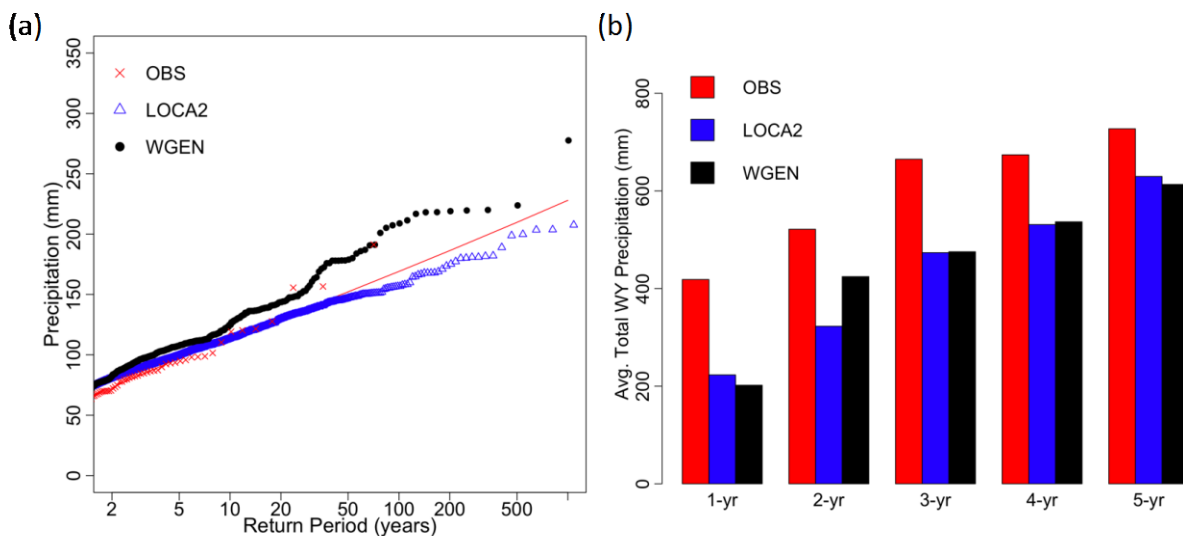 (a)
Precipitation (mm)
350
300
250
200
150
100
50
0
OBS
LOCA2
WGEN
2
5
10
20
50
100
200
500
Return Period (years)
(b)
Avg. Total WY Precipitation (mm)
800
600
400
200
0
OBS
LOCA2
WGEN
1-yr
2-yr
3-yr
4-yr
5-yr